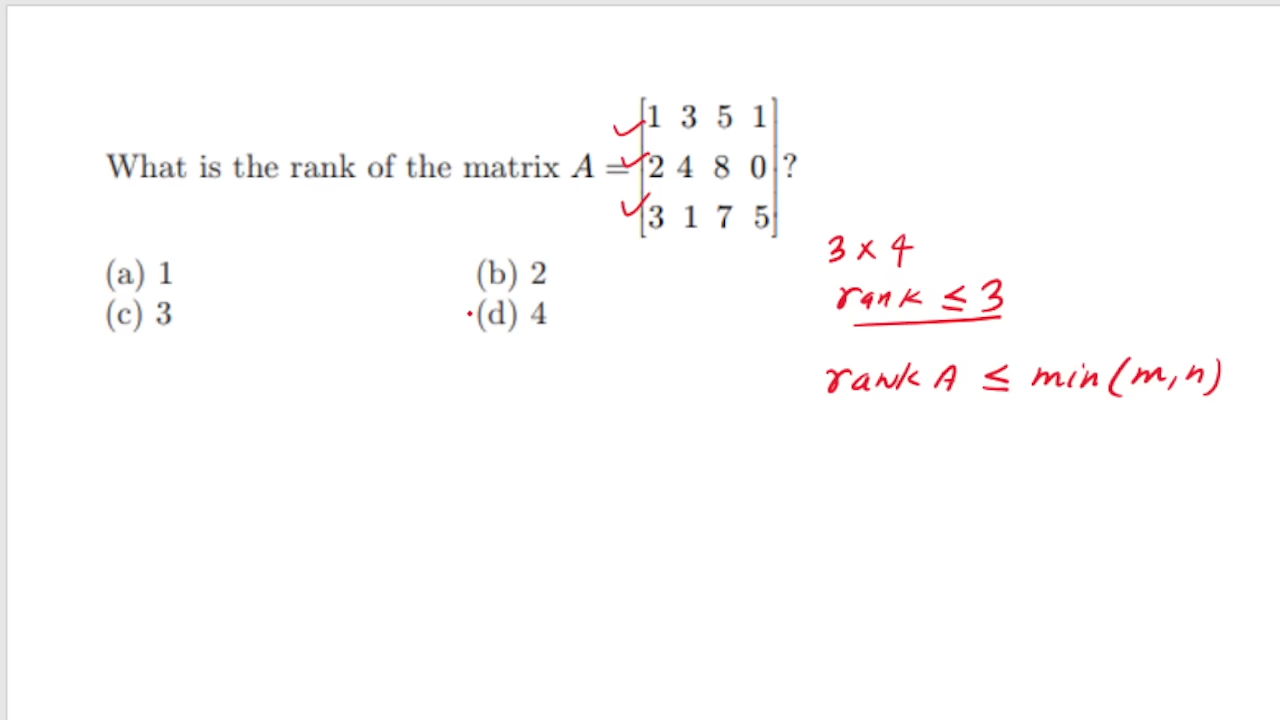 What is the rank of the matrix A = [1 3 5 1
2 4 8 0
3 1 7 5] ?
(a) 1 (b) 2
(c) 3 (d) 4
3 × 4
rank ≤ 3
rank A ≤ min(m,n)